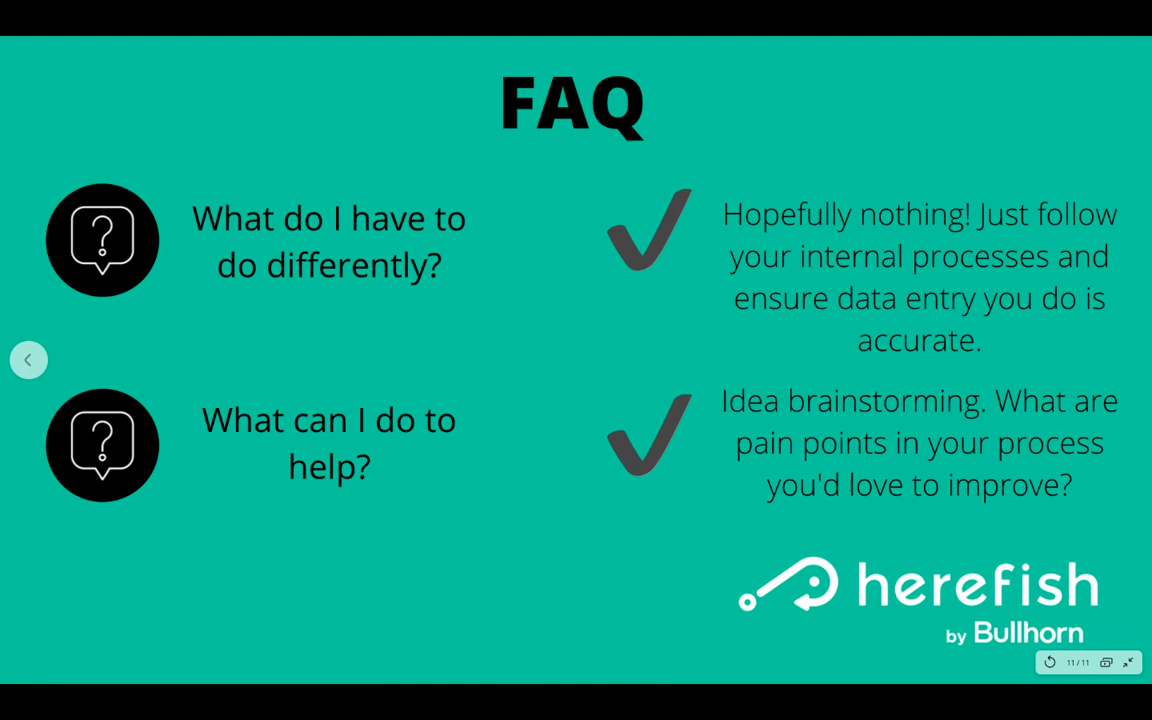 FAQ
What do I have to
do differently?
Hopefully nothing! Just follow
your internal processes and
ensure data entry you do is
accurate.
What can I do to
help?
Idea brainstorming. What are
pain points in your process
you'd love to improve?
herefish
by Bullhorn
11 / 11